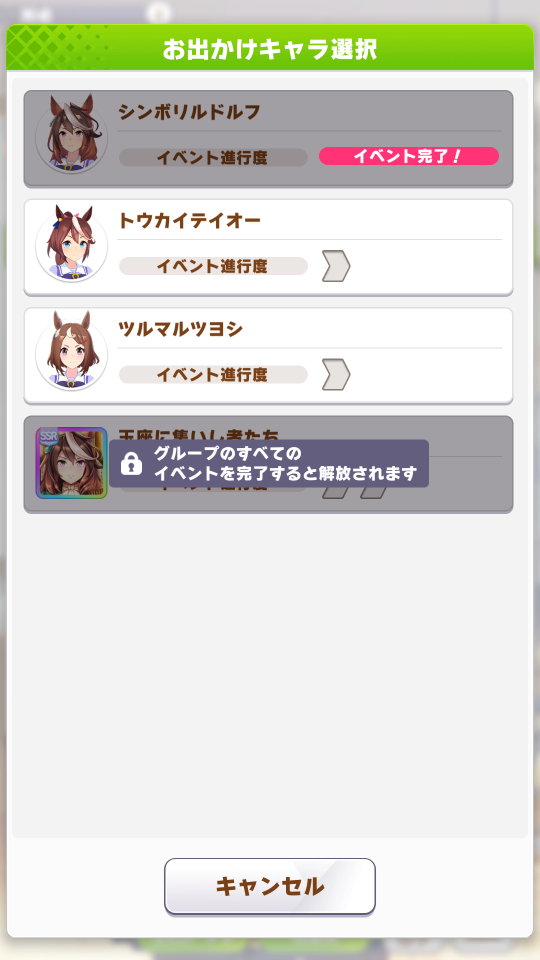 お出かけキャラ選択
シンボリルドルフ
イベント進行度
イベント完了！
トウカイテイオー
イベント進行度
ツルマルツヨシ
イベント進行度
SSR
玉座に集いし者たち
グループのすべての
イベントを完了すると解放されます
キャンセル